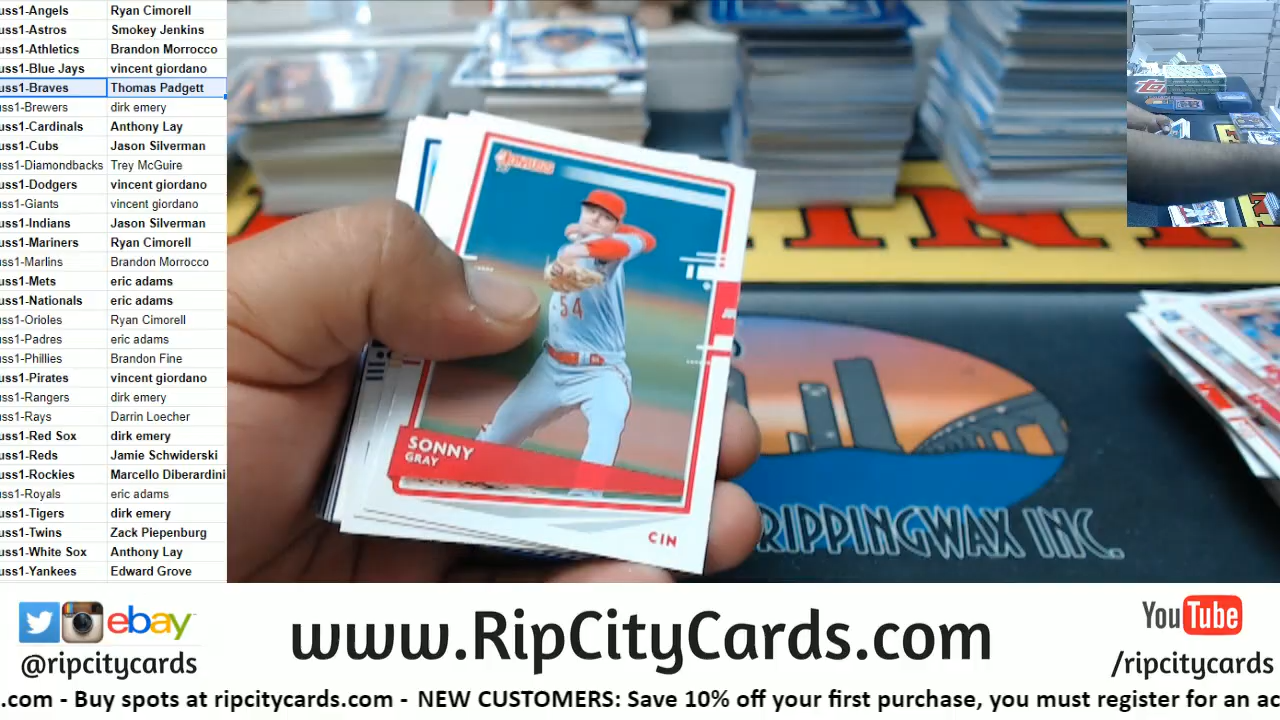 uss1-Angels Ryan Cimorell
uss1-Astros Smokey Jenkins
uss1-Athletics Brandon Morrocco
uss1-Blue Jays vincent giordano
uss1-Braves Thomas Padgett
uss1-Brewers dirk emery
uss1-Cardinals Anthony Lay
uss1-Cubs Jason Silverman
uss1-Diamondbacks Trey McGuire
uss1-Dodgers vincent giordano
uss1-Giants vincent giordano
uss1-Indians Jason Silverman
uss1-Mariners Ryan Cimorell
uss1-Marlins Brandon Morrocco
uss1-Mets eric adams
uss1-Nationals eric adams
uss1-Orioles Ryan Cimorell
uss1-Padres eric adams
uss1-Phillies Brandon Fine
uss1-Pirates vincent giordano
uss1-Rangers dirk emery
uss1-Rays Darrin Loecher
uss1-Red Sox dirk emery
uss1-Reds Jamie Schwiderski
uss1-Rockies Marcello Diberardini
uss1-Royals eric adams
uss1-Tigers dirk emery
uss1-Twins Zack Piepenburg
uss1-White Sox Anthony Lay
uss1-Yankees Edward Grove
Donruss
54
SONNY
GRAY
CIN
RIPPINGWAX INC.
ebay
@ripcitycards
www.RipCityCards.com
YouTube
/ripcitycards
.com - Buy spots at ripcitycards.com - NEW CUSTOMERS: Save 10% off your first purchase, you must register for an ac